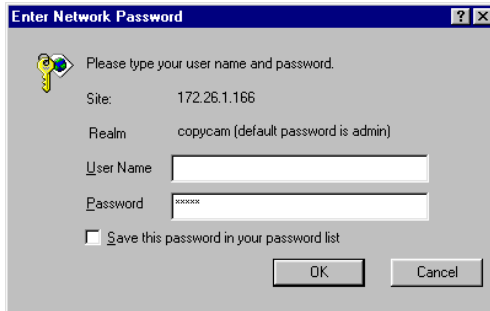 Enter Network Password
Please type your user name and password.
Site: 172.26.1.166
Realm copycam (default password is admin)
User Name
Password xxxxx
Save this password in your password list
OK Cancel